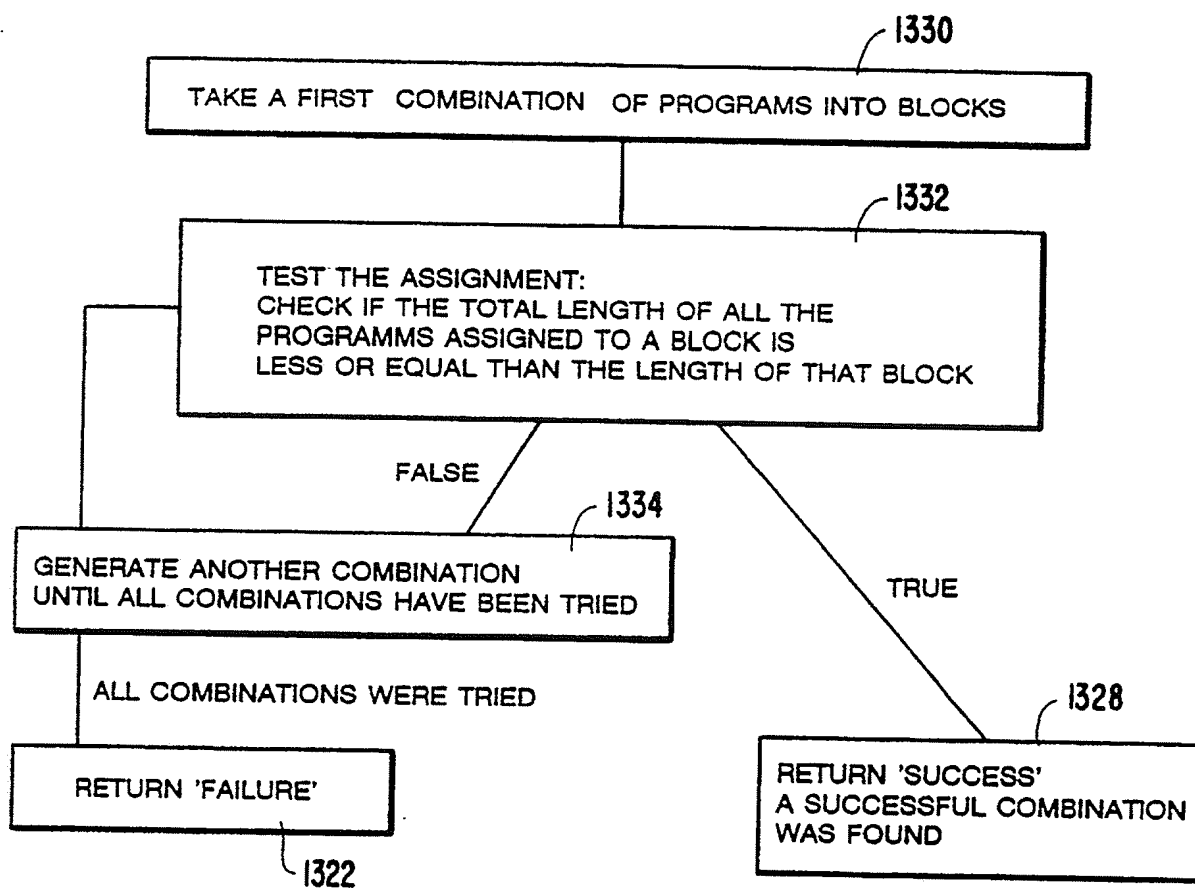 1330
TAKE A FIRST COMBINATION OF PROGRAMS INTO BLOCKS
1332
TEST THE ASSIGNMENT:
CHECK IF THE TOTAL LENGTH OF ALL THE
PROGRAMMS ASSIGNED TO A BLOCK IS
LESS OR EQUAL THAN THE LENGTH OF THAT BLOCK
FALSE
1334
GENERATE ANOTHER COMBINATION
UNTIL ALL COMBINATIONS HAVE BEEN TRIED
TRUE
ALL COMBINATIONS WERE TRIED
1328
RETURN 'FAILURE'
1322
RETURN 'SUCCESS'
A SUCCESSFUL COMBINATION
WAS FOUND